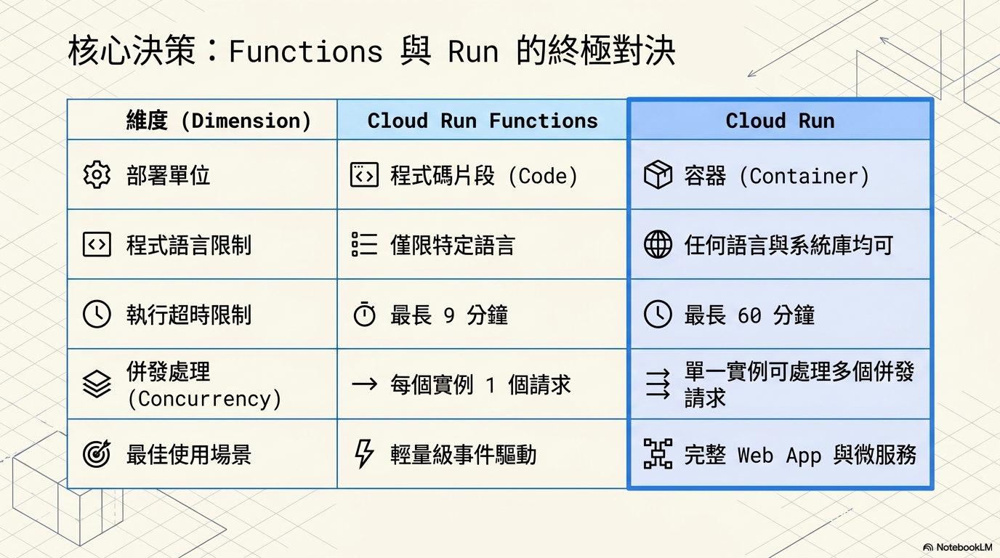 核心決策：Functions 與 Run 的終極對決
維度 (Dimension)
Cloud Run Functions
Cloud Run
部署單位
程式碼片段 (Code)
容器 (Container)
程式語言限制
僅限特定語言
任何語言與系統庫均可
執行超時限制
最長 9 分鐘
最長 60 分鐘
併發處理
(Concurrency)
每個實例 1 個請求
單一實例可處理多個併發
請求
最佳使用場景
輕量級事件驅動
完整 Web App 與微服務
NotebookLM